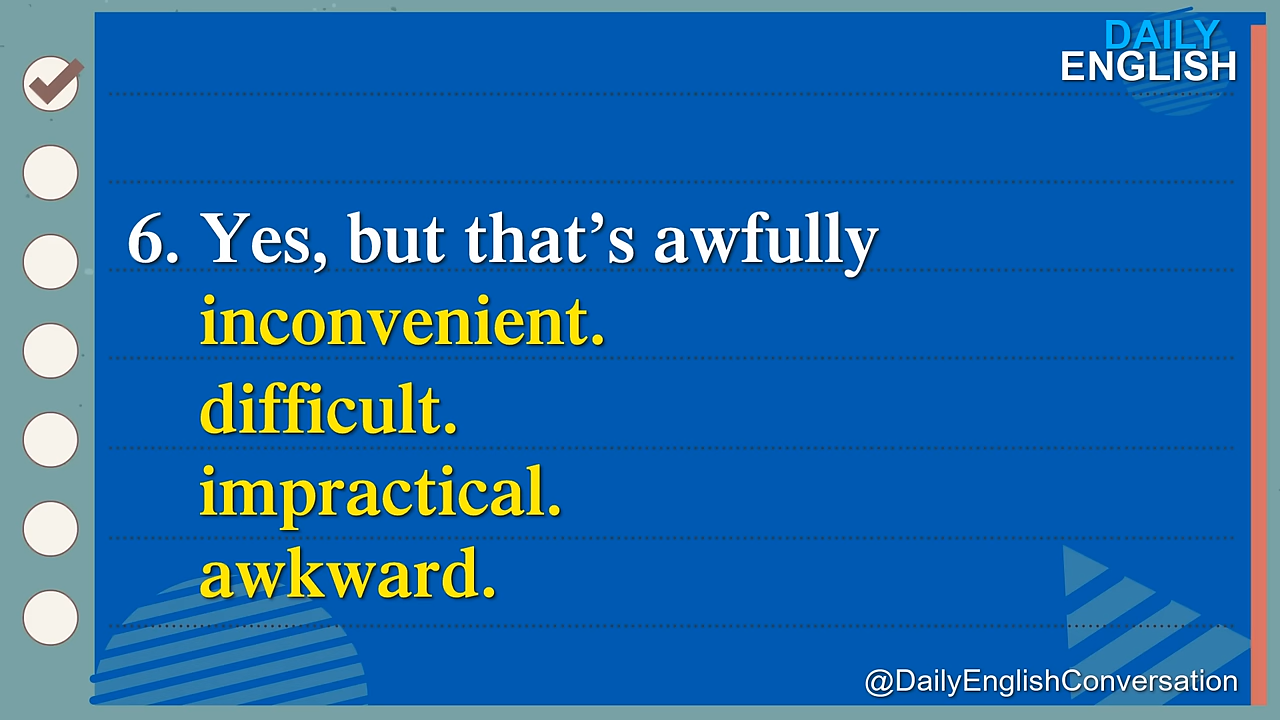 DAILY
ENGLISH
6. Yes, but that’s awfully
inconvenient.
difficult.
impractical.
awkward.
@DailyEnglishConversation